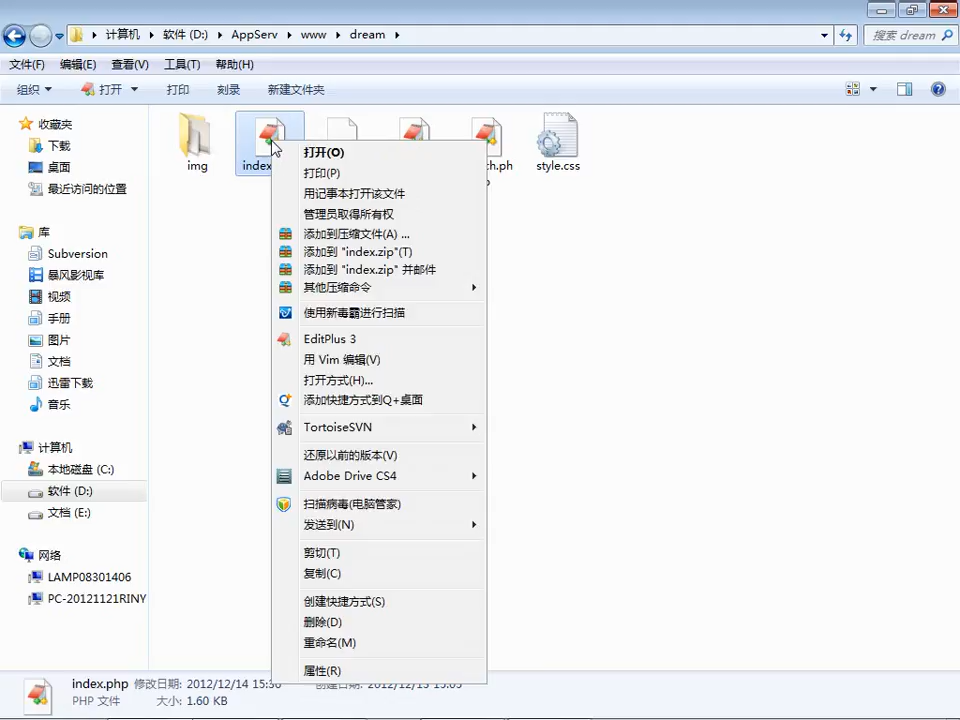 计算机 软件 (D:) AppServ www dream
搜索 dream
文件(F) 编辑(E) 查看(V) 工具(T) 帮助(H)
组织 打开 打印 刻录 新建文件夹
收藏夹
下载
桌面
最近访问的位置
库
Subversion
暴风影视库
视频
手册
图片
文档
迅雷下载
音乐
计算机
本地磁盘 (C:)
软件 (D:)
文档 (E:)
网络
LAMP08301406
PC-20121121RINY
img
index
ch.ph
p
style.css
打开(O)
打印(P)
用记事本打开该文件
管理员取得所有权
添加到压缩文件(A) ...
添加到 "index.zip"(T)
添加到 "index.zip" 并邮件
其他压缩命令
使用新毒霸进行扫描
EditPlus 3
用 Vim 编辑(V)
打开方式(H)...
添加快捷方式到Q+桌面
TortoiseSVN
还原以前的版本(V)
Adobe Drive CS4
扫描病毒(电脑管家)
发送到(N)
剪切(T)
复制(C)
创建快捷方式(S)
删除(D)
重命名(M)
属性(R)
index.php 修改日期: 2012/12/14 15:30
PHP 文件 大小: 1.60 KB